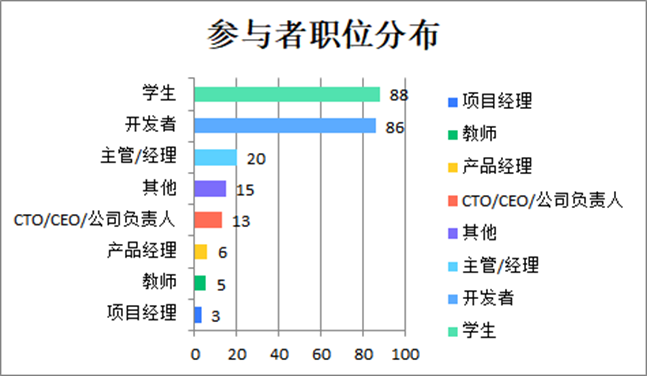 参与者职位分布
学生 88
开发者 86
主管/经理 20
其他 15
CTO/CEO/公司负责人 13
产品经理 6
教师 5
项目经理 3
0 20 40 60 80 100
项目经理
教师
产品经理
CTO/CEO/公司负责人
其他
主管/经理
开发者
学生